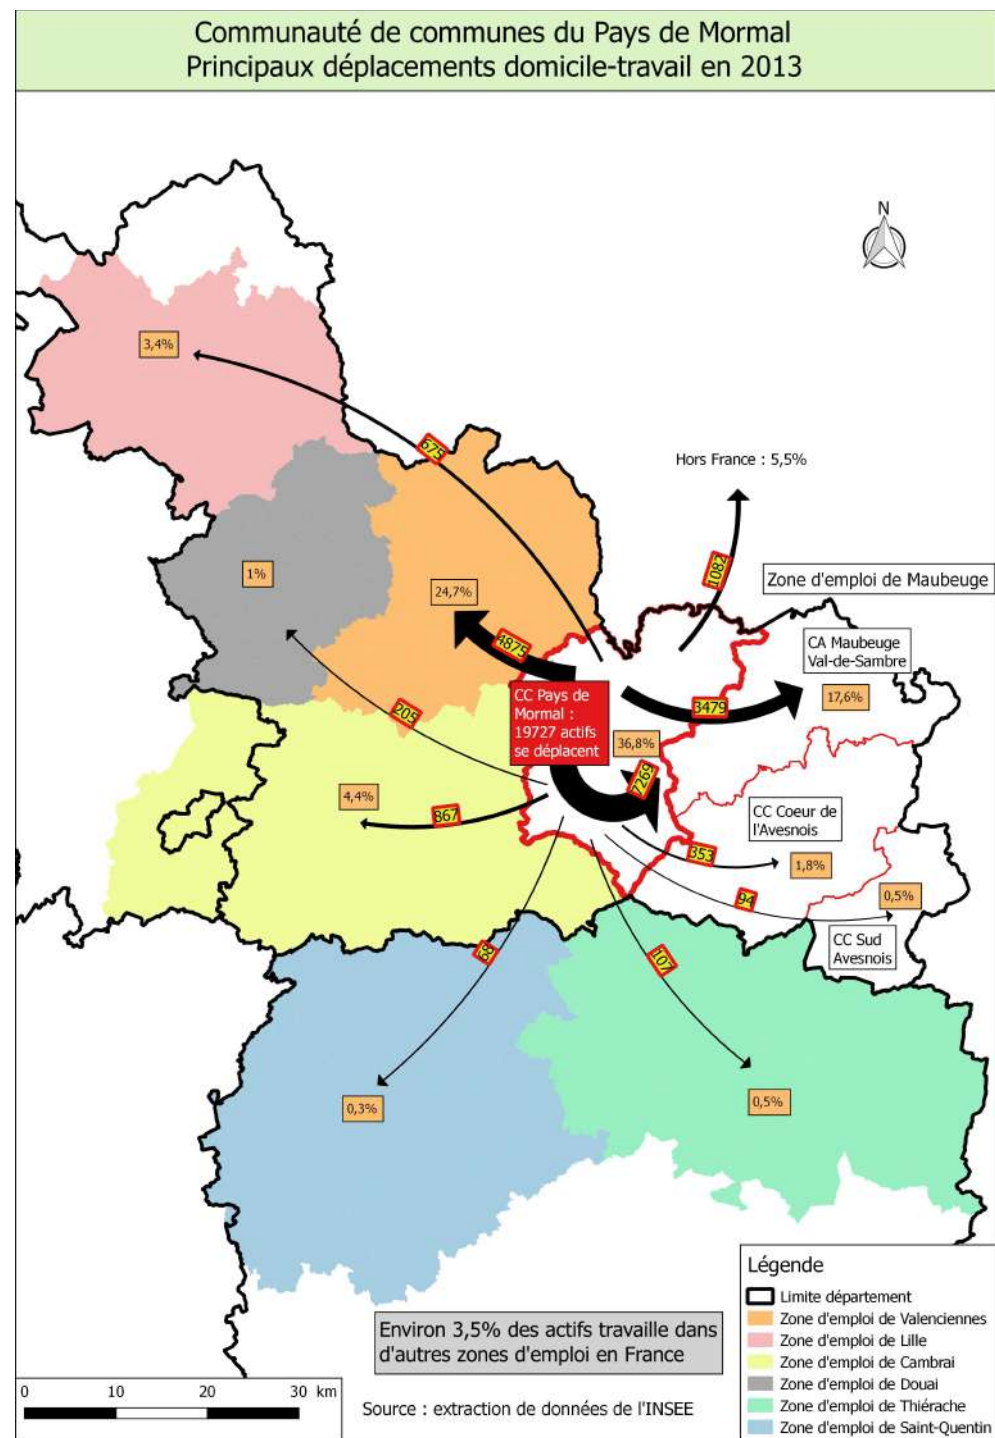 Communauté de communes du Pays de Mormal
Principaux déplacements domicile-travail en 2013
N
3,4%
675
Hors France : 5,5%
1082
1%
24,7%
Zone d'emploi de Maubeuge
4875
CA Maubeuge
Val-de-Sambre
17,6%
CC Pays de
Mormal :
19727 actifs
se déplacent
3479
205
36,8%
7269
4,4%
867
CC Coeur de
l'Avesnois
353
1,8%
94
0,5%
CC Sud
Avesnois
68
107
0,3%
0,5%
Légende
Limite département
Zone d'emploi de Valenciennes
Zone d'emploi de Lille
Zone d'emploi de Cambrai
Zone d'emploi de Douai
Zone d'emploi de Thiérache
Zone d'emploi de Saint-Quentin
Environ 3,5% des actifs travaille dans
d'autres zones d'emploi en France
0 10 20 30 km
Source : extraction de données de l'INSEE